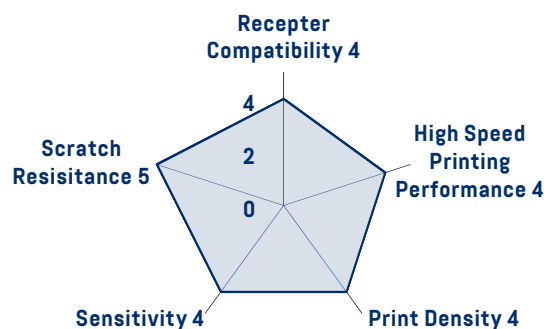 Recepter
Compatibility 4
4
2
0
High Speed
Printing
Performance 4
Scratch
Resisitance 5
Sensitivity 4
Print Density 4